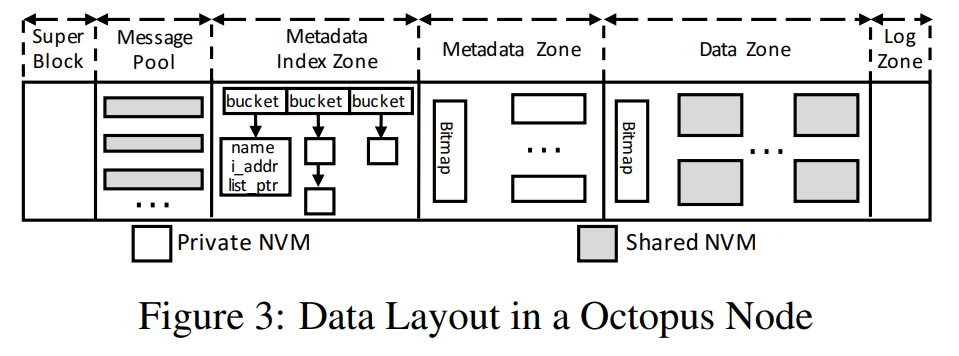 Super
Block
Message
Pool
Metadata
Index Zone
Metadata Zone
Data Zone
Log
Zone
bucket bucket bucket
name
i_addr
list_ptr
Bitmap
...
Bitmap
...
...
Private NVM
Shared NVM
Figure 3: Data Layout in a Octopus Node